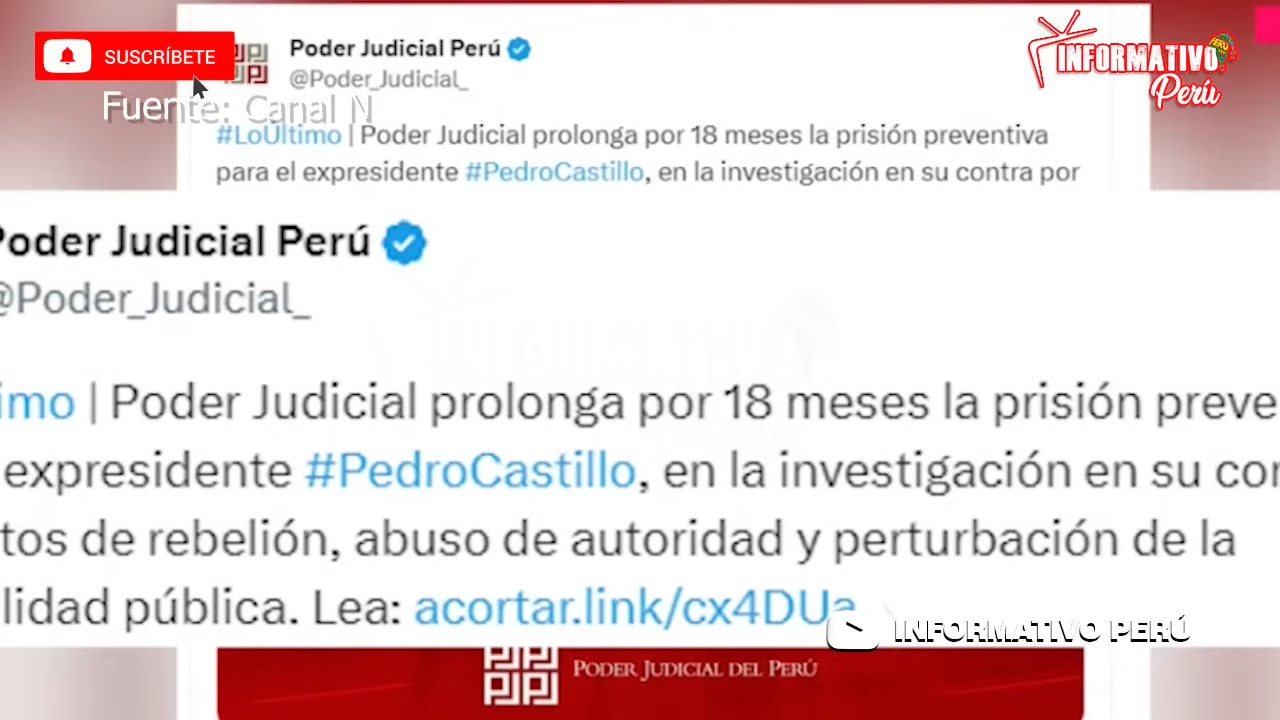 SUSCRÍBETE
Fuente: Canal N
Poder Judicial Perú
@Poder_Judicial_
#LoÚltimo | Poder Judicial prolonga por 18 meses la prisión preventiva
para el expresidente #PedroCastillo, en la investigación en su contra por
INFORMATIVO
PERÚ
Perú
Poder Judicial Perú
@Poder_Judicial_
imo | Poder Judicial prolonga por 18 meses la prisión preve
expresidente #PedroCastillo, en la investigación en su con
tos de rebelión, abuso de autoridad y perturbación de la
lidad pública. Lea: acortar.link/cx4DUa
INFORMATIVO PERÚ
PODER JUDICIAL DEL PERÚ